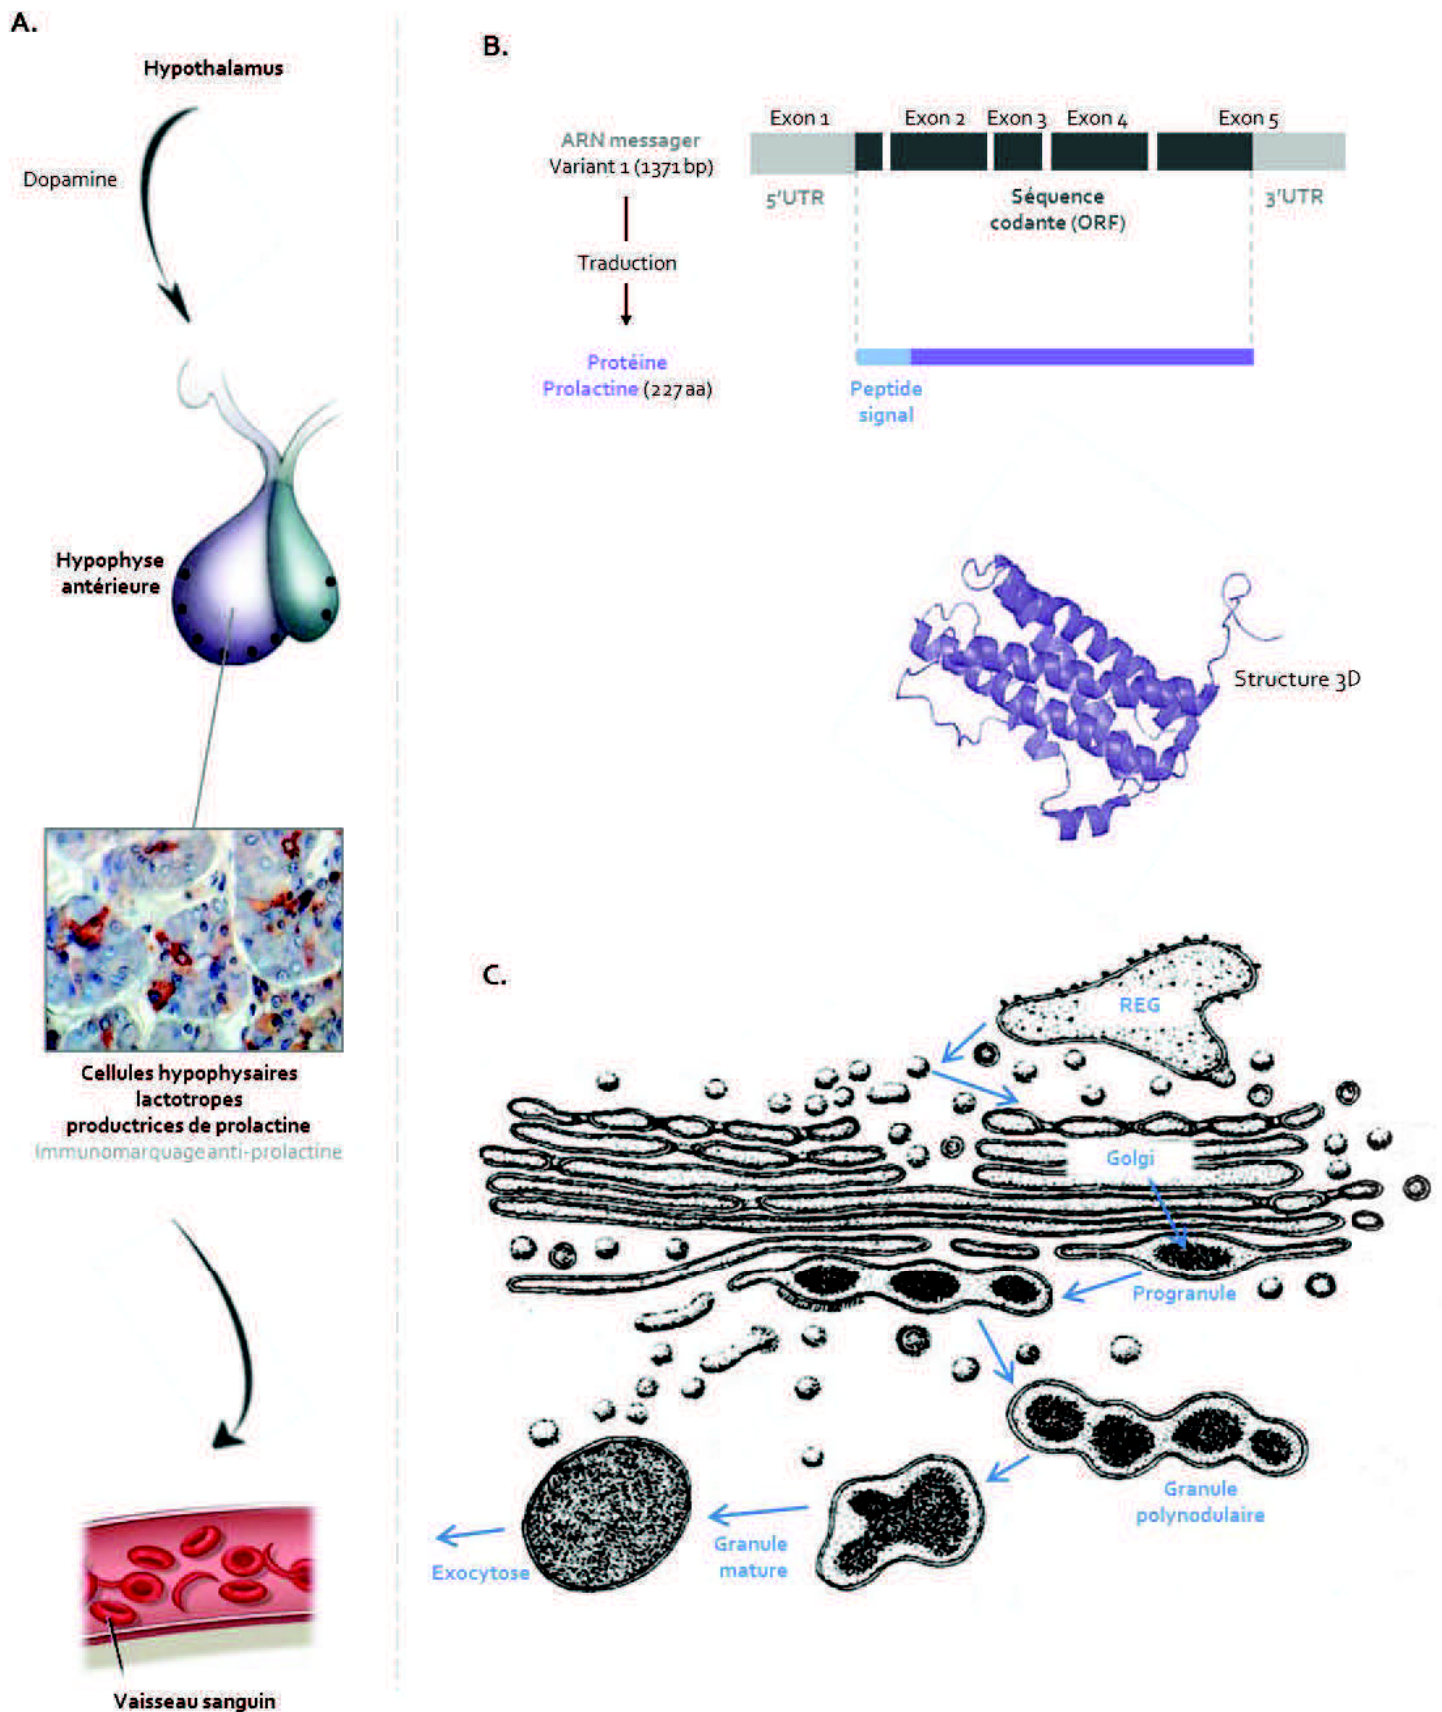 A.
Hypothalamus
Dopamine
Hypophyse
antérieure
Cellules hypophysaires
lactotropes
productrices de prolactine
Immunomarquage anti-prolactine
Vaisseau sanguin
B.
Exon 1 Exon 2 Exon 3 Exon 4 Exon 5
ARN messager
Variant 1 (1371 bp)
5'UTR
Séquence
codante (ORF)
3'UTR
Traduction
Protéine
Prolactine (227 aa)
Peptide
signal
Structure 3D
C.
REG
Golgi
Progranule
Granule
polynodulaire
Granule
mature
Exocytose